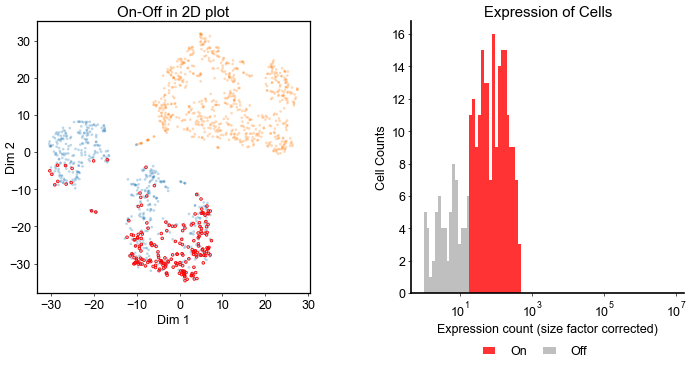 On-Off in 2D plot
Expression of Cells
30
20
10
0
−10
−20
−30
Dim 2
−30 −20 −10 0 10 20 30
Dim 1
16
14
12
10
8
6
4
2
0
Cell Counts
10^1 10^3 10^5 10^7
Expression count (size factor corrected)
On Off